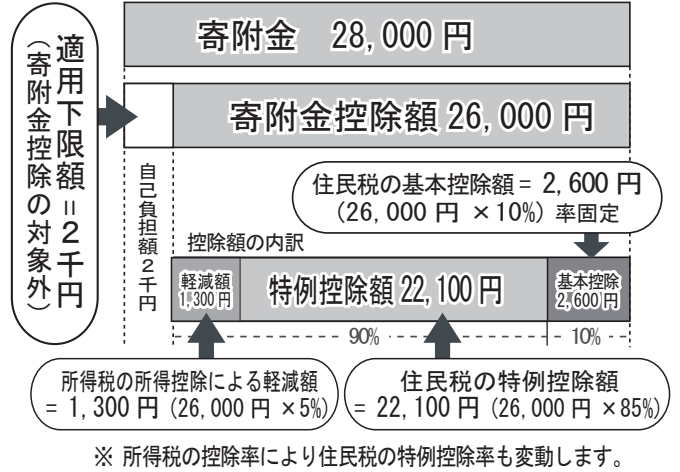 寄附金 28,000 円
適用下限額＝2千円
（寄附金控除の対象外）
寄附金控除額 26,000 円
自己負担額2千円
住民税の基本控除額＝ 2,600 円
（26,000 円 ×10%）率固定
控除額の内訳
軽減額
1,300 円
特例控除額 22,100 円
基本控除
2,600円
90%
10%
所得税の所得控除による軽減額
＝ 1,300 円（26,000 円 ×5%）
住民税の特例控除額
＝ 22,100 円（26,000 円 ×85%）
※ 所得税の控除率により住民税の特例控除率も変動します。